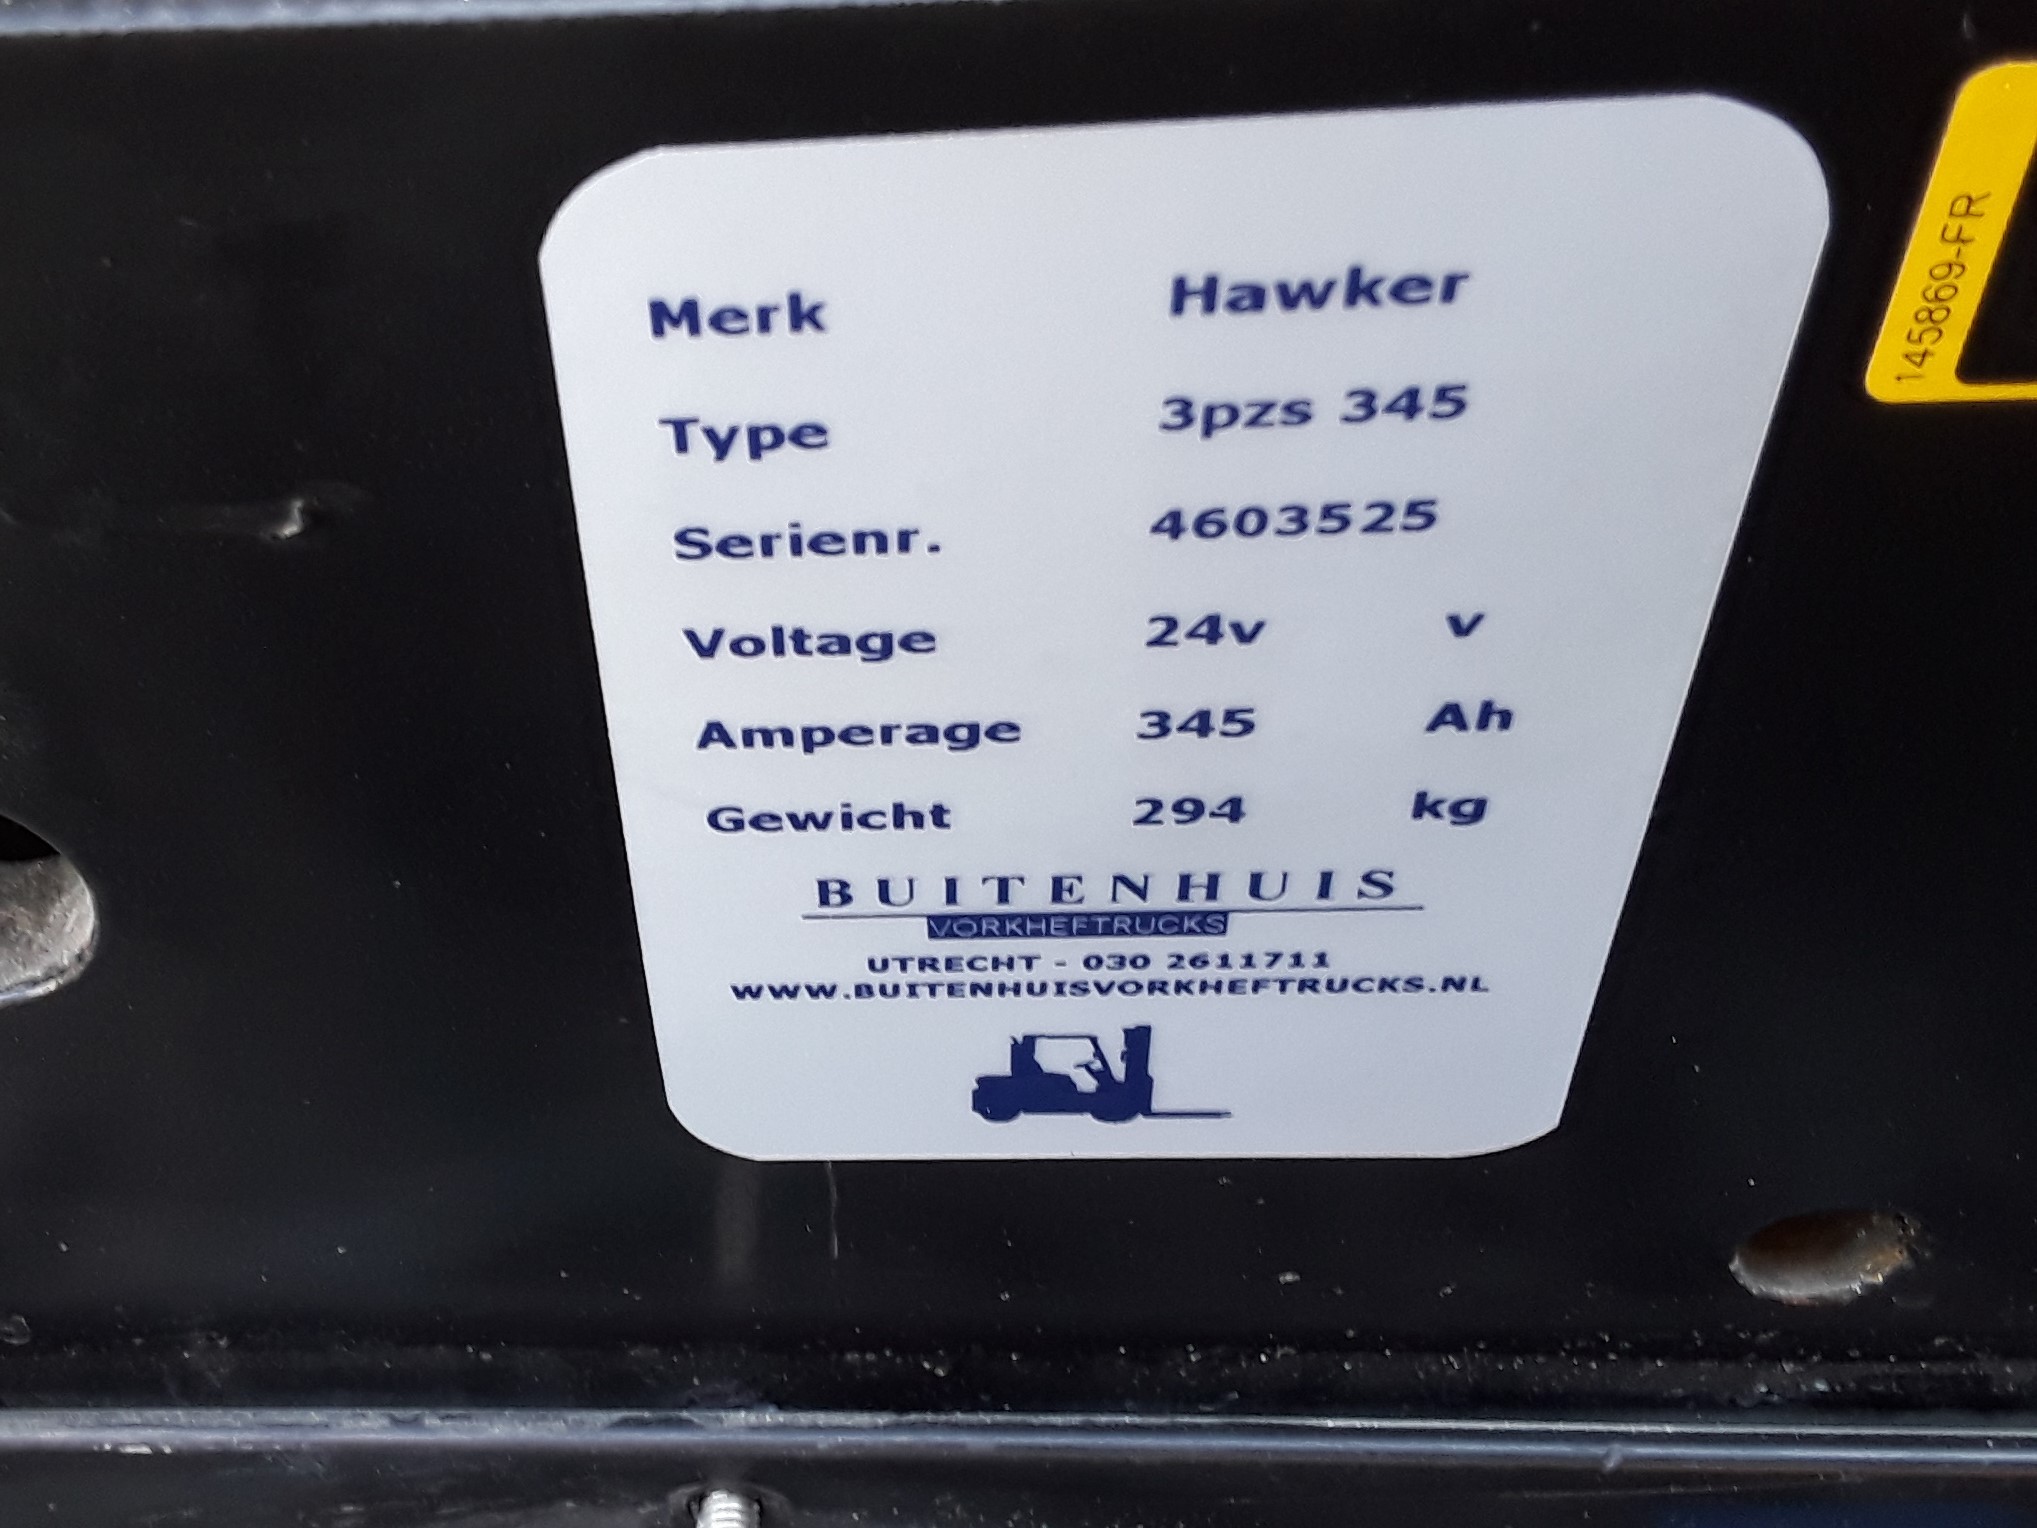 Merk Hawker
Type 3pzs 345
Serienr. 4603525
Voltage 24v v
Amperage 345 Ah
Gewicht 294 kg
BUITENHUIS
VORKHEFTRUCKS
UTRECHT - 030 2611711
WWW.BUITENHUISVORKHEFTRUCKS.NL
145869-FR